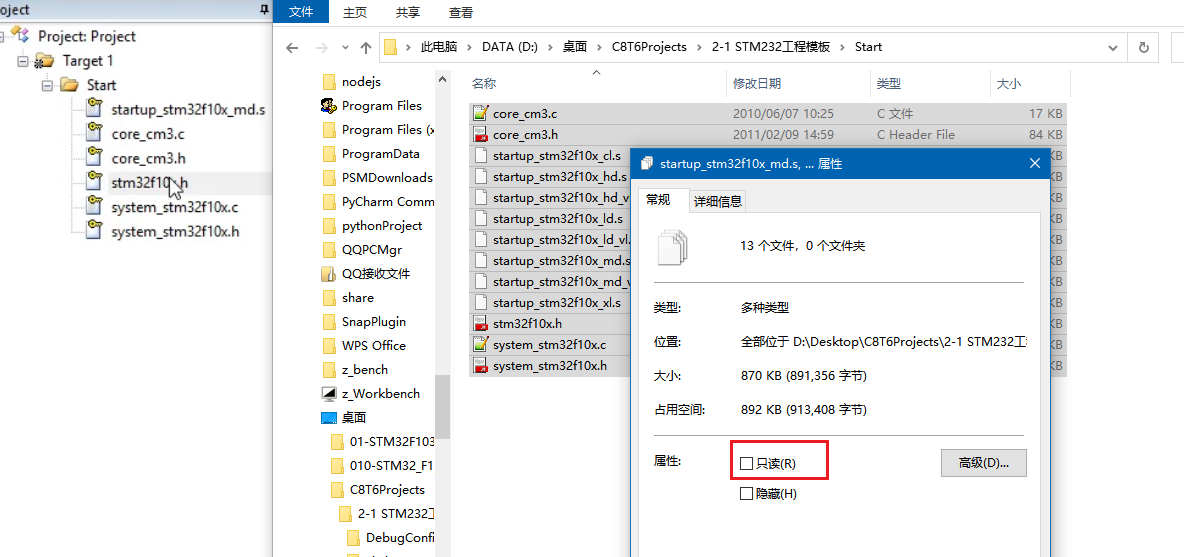 oject
Project: Project
Target 1
Start
startup_stm32f10x_md.s
core_cm3.c
core_cm3.h
stm32f10x.h
system_stm32f10x.c
system_stm32f10x.h
文件 主页 共享 查看
此电脑 DATA (D:) 桌面 C8T6Projects 2-1 STM232工程模板 Start
nodejs
Program Files
Program Files (x
ProgramData
PSMDownloads
PyCharm Comm
pythonProject
QQPCMgr
QQ接收文件
share
SnapPlugin
WPS Office
z_bench
z_Workbench
桌面
01-STM32F103
010-STM32_F1
C8T6Projects
2-1 STM232工
DebugConfi
名称 修改日期 类型 大小
core_cm3.c 2010/06/07 10:25 C 文件 17 KB
core_cm3.h 2011/02/09 14:59 C Header File 84 KB
startup_stm32f10x_cl.s KB
startup_stm32f10x_hd.s KB
startup_stm32f10x_hd_v KB
startup_stm32f10x_ld.s KB
startup_stm32f10x_ld_vl. KB
startup_stm32f10x_md.s KB
startup_stm32f10x_md_v KB
startup_stm32f10x_xl.s KB
stm32f10x.h KB
system_stm32f10x.c KB
system_stm32f10x.h KB
startup_stm32f10x_md.s, ... 属性
常规 详细信息
13 个文件，0 个文件夹
类型: 多种类型
位置: 全部位于 D:\Desktop\C8T6Projects\2-1 STM232工
大小: 870 KB (891,356 字节)
占用空间: 892 KB (913,408 字节)
属性: 只读(R) 高级(D)...
隐藏(H)